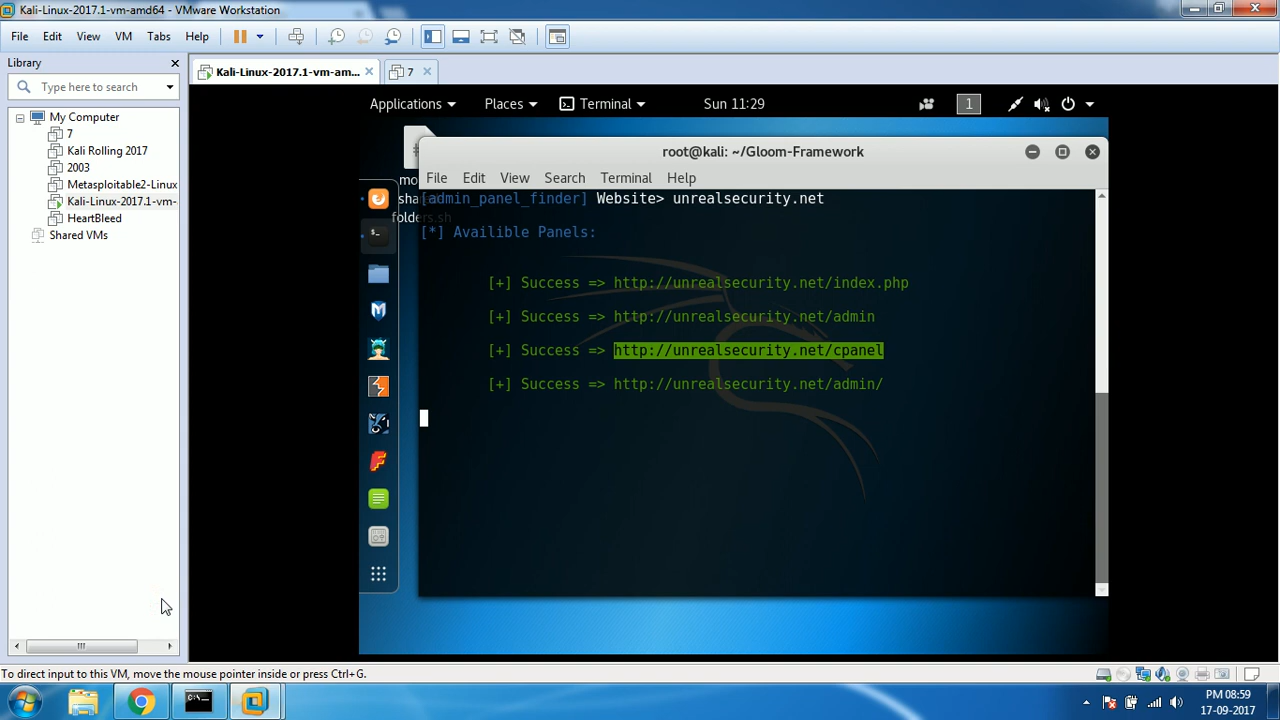 Kali-Linux-2017.1-vm-amd64 - VMware Workstation
File Edit View VM Tabs Help
Library
Type here to search
My Computer
7
Kali Rolling 2017
2003
Metasploitable2-Linux
Kali-Linux-2017.1-vm-
HeartBleed
Shared VMs
Kali-Linux-2017.1-vm-am...
7
Applications Places Terminal Sun 11:29 1
root@kali: ~/Gloom-Framework
File Edit View Search Terminal Help
mo
sha
folders.sh
[admin_panel_finder] Website> unrealsecurity.net
[*] Availible Panels:
[+] Success => http://unrealsecurity.net/index.php
[+] Success => http://unrealsecurity.net/admin
[+] Success => http://unrealsecurity.net/cpanel
[+] Success => http://unrealsecurity.net/admin/
To direct input to this VM, move the mouse pointer inside or press Ctrl+G.
PM 08:59
17-09-2017